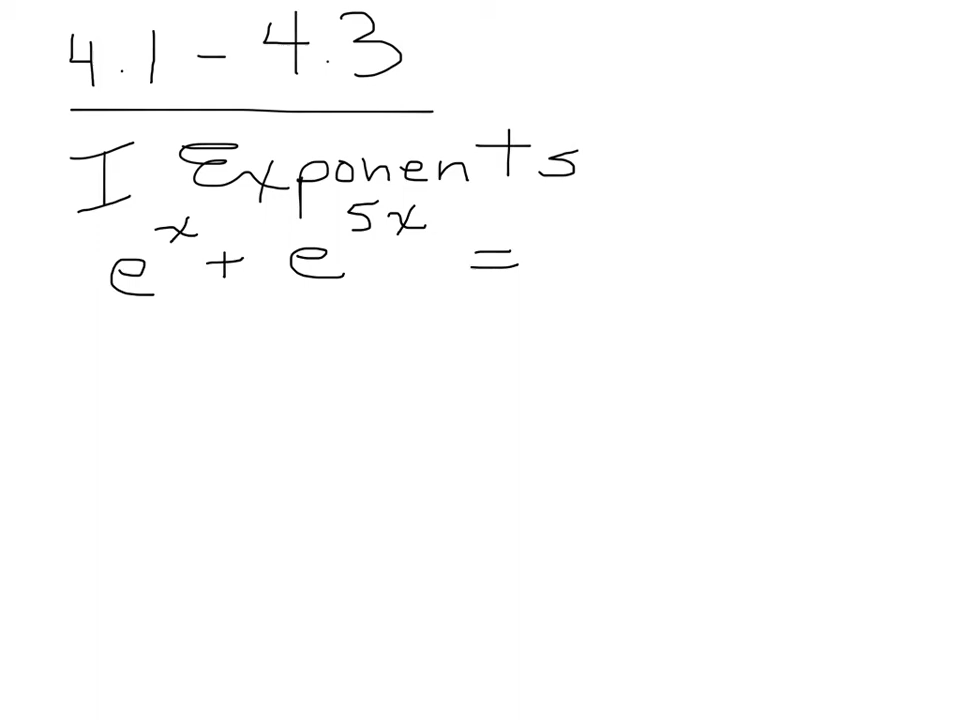 4.1 - 4.3
I Exponents
e^x + e^5x =